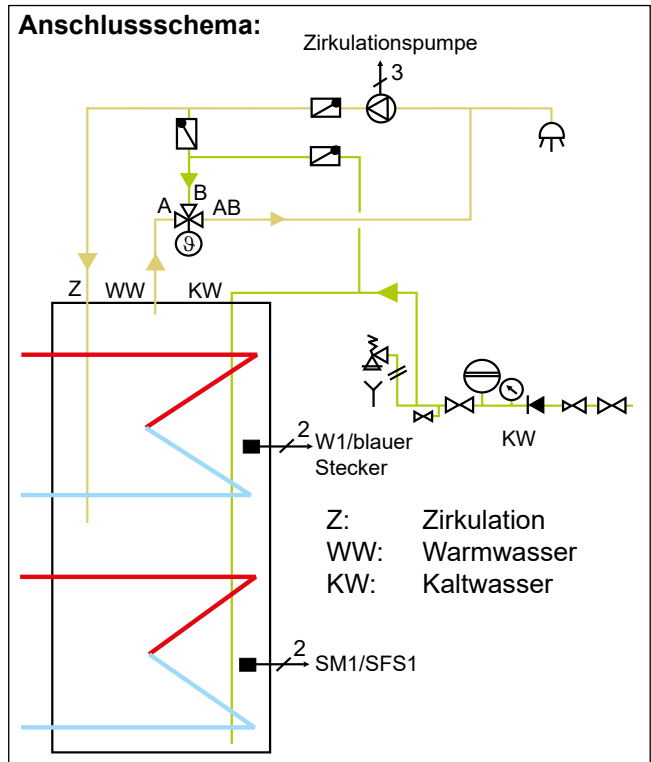 Anschlussschema:
Zirkulationspumpe
3
B
A
AB
ϑ
Z
WW
KW
2
W1/blauer
Stecker
KW
Z: Zirkulation
WW: Warmwasser
KW: Kaltwasser
2
SM1/SFS1